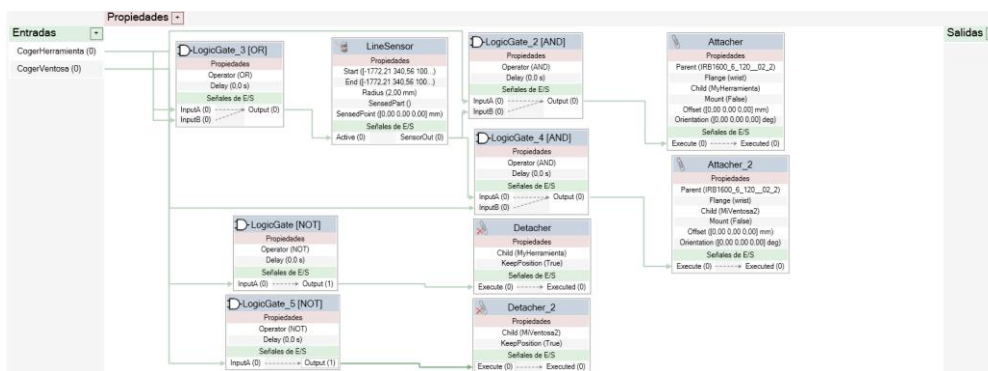 Propiedades +
Entradas
Salidas
CogerHerramienta (0)
CogerVentosa (0)
LogicGate_3 [OR]
Propiedades
Operator (OR)
Delay (0,0 s)
Señales de E/S
InputA (0)
Output (0)
InputB (0)
LineSensor
Propiedades
Start ([-1772,21 340,56 100...)
End ([-1772,21 340,56 100...)
Radius (2,00 mm)
SensedPart ()
SensedPoint ([0,00 0,00 0,00] mm)
Señales de E/S
Active (0)
SensorOut (0)
LogicGate_2 [AND]
Propiedades
Operator (AND)
Delay (0,0 s)
Señales de E/S
InputA (0)
Output (0)
InputB (0)
Attacher
Propiedades
Parent (IRB1600_6_120__02_2)
Flange (wrist)
Child (MyHerramienta)
Mount (False)
Offset ([0,00 0,00 0,00] mm)
Orientation ([0,00 0,00 0,00] deg)
Señales de E/S
Execute (0)
Executed (0)
LogicGate_4 [AND]
Propiedades
Operator (AND)
Delay (0,0 s)
Señales de E/S
InputA (0)
Output (0)
InputB (0)
Attacher_2
Propiedades
Parent (IRB1600_6_120__02_2)
Flange (wrist)
Child (MiVentosa2)
Mount (False)
Offset ([0,00 0,00 0,00] mm)
Orientation ([0,00 0,00 0,00] deg)
Señales de E/S
Execute (0)
Executed (0)
LogicGate [NOT]
Propiedades
Operator (NOT)
Delay (0,0 s)
Señales de E/S
InputA (0)
Output (1)
Detacher
Propiedades
Child (MyHerramienta)
KeepPosition (True)
Señales de E/S
Execute (0)
Executed (0)
LogicGate_5 [NOT]
Propiedades
Operator (NOT)
Delay (0,0 s)
Señales de E/S
InputA (0)
Output (1)
Detacher_2
Propiedades
Child (MiVentosa2)
KeepPosition (True)
Señales de E/S
Execute (0)
Executed (0)